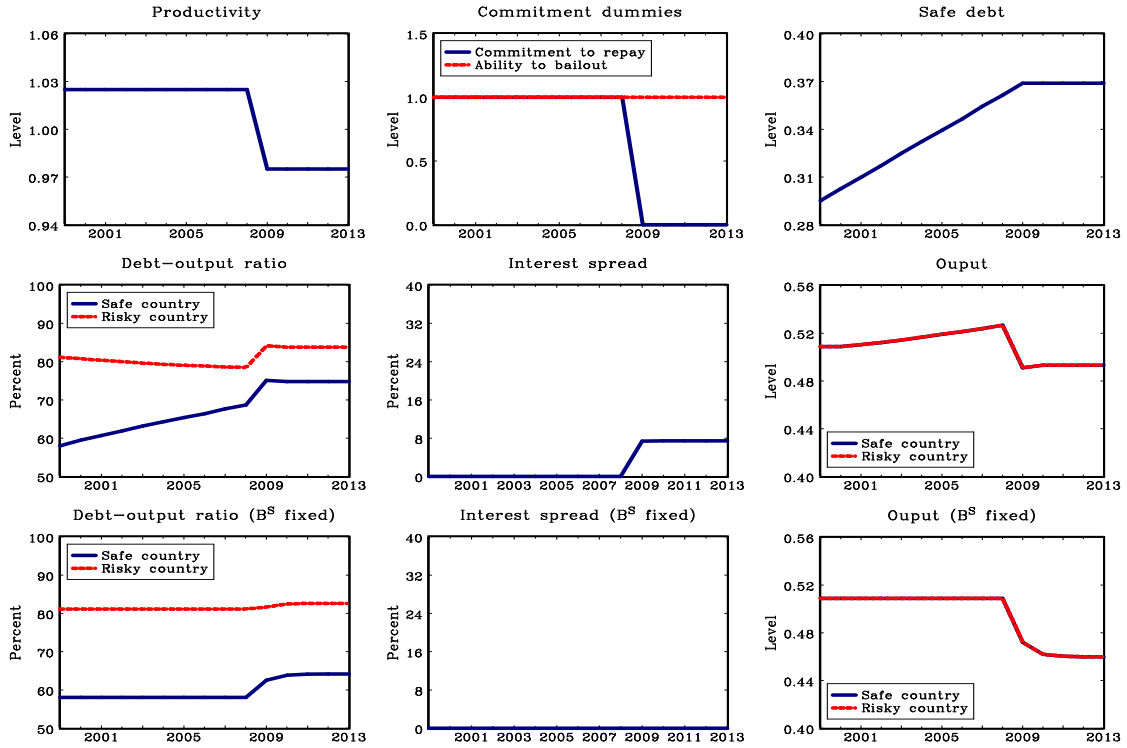 Productivity
Commitment dummies
Safe debt
1.06
1.03
1.00
0.97
0.94
Level
2001 2005 2009 2013
1.5
1.0
0.5
0.0
Level
Commitment to repay
Ability to bailout
2001 2005 2009 2013
0.40
0.37
0.34
0.31
0.28
Level
2001 2005 2009 2013
Debt-output ratio
Interest spread
Ouput
100
90
80
70
60
50
Percent
Safe country
Risky country
2001 2005 2009 2013
40
32
24
16
8
0
Percent
2001 2003 2005 2007 2009 2011 2013
0.56
0.52
0.48
0.44
0.40
Level
Safe country
Risky country
2001 2005 2009 2013
Debt-output ratio (B^S fixed)
Interest spread (B^S fixed)
Ouput (B^S fixed)
100
90
80
70
60
50
Percent
Safe country
Risky country
2001 2005 2009 2013
40
32
24
16
8
0
Percent
2001 2003 2005 2007 2009 2011 2013
0.56
0.52
0.48
0.44
0.40
Level
Safe country
Risky country
2001 2005 2009 2013